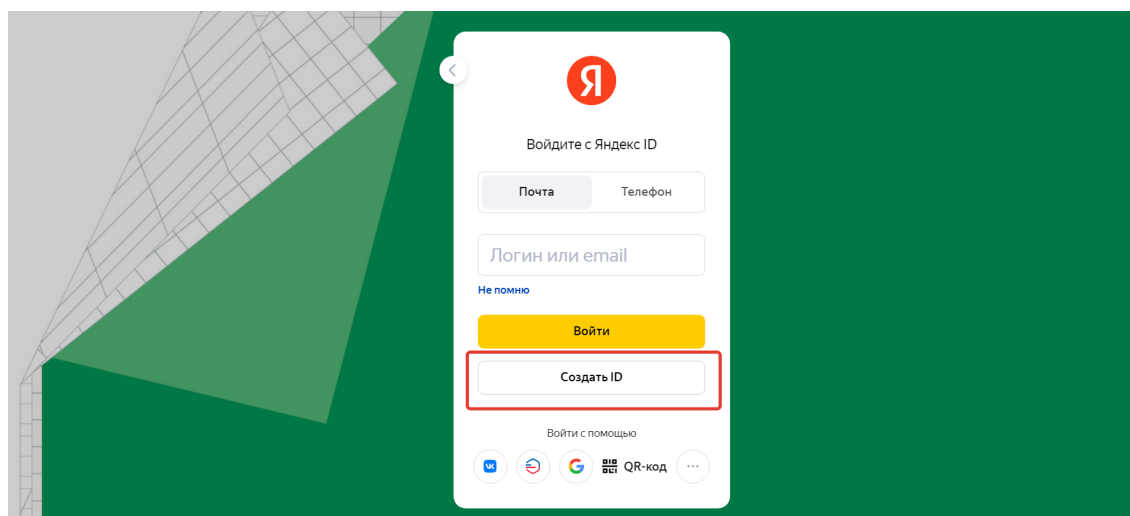 Я
Войдите с Яндекс ID
Почта Телефон
Логин или email
Не помню
Войти
Создать ID
Войти с помощью
QR-код